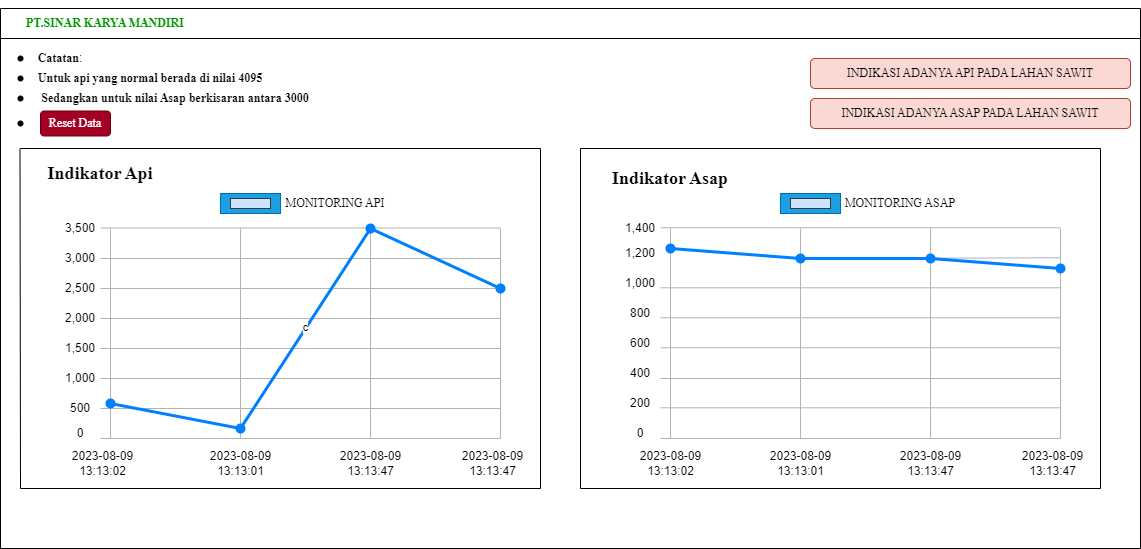 PT.SINAR KARYA MANDIRI
Catatan:
Untuk api yang normal berada di nilai 4095
Sedangkan untuk nilai Asap berkisaran antara 3000
Reset Data
INDIKASI ADANYA API PADA LAHAN SAWIT
INDIKASI ADANYA ASAP PADA LAHAN SAWIT
Indikator Api
MONITORING API
3,500
3,000
2,500
2,000
1,500
1,000
500
0
c
2023-08-09
13:13:02
2023-08-09
13:13:01
2023-08-09
13:13:47
2023-08-09
13:13:47
Indikator Asap
MONITORING ASAP
1,400
1,200
1,000
800
600
400
200
0
2023-08-09
13:13:02
2023-08-09
13:13:01
2023-08-09
13:13:47
2023-08-09
13:13:47